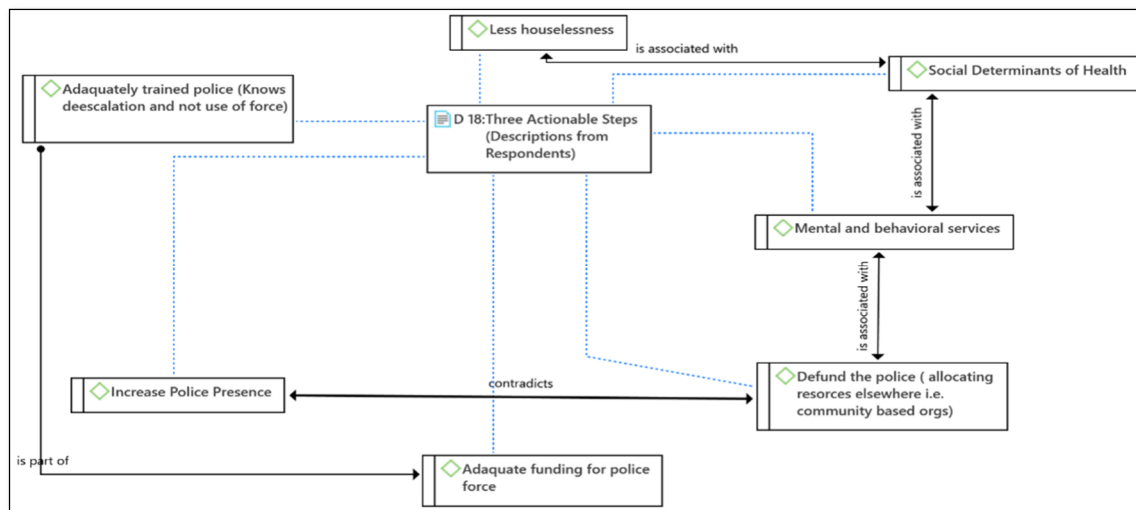 Less houselessness
is associated with
Social Determinants of Health
Adaquately trained police (Knows
deescalation and not use of force)
D 18:Three Actionable Steps
(Descriptions from
Respondents)
is associated with
Mental and behavioral services
is associated with
Increase Police Presence
contradicts
Defund the police ( allocating
resorces elsewhere i.e.
community based orgs)
is part of
Adaquate funding for police
force